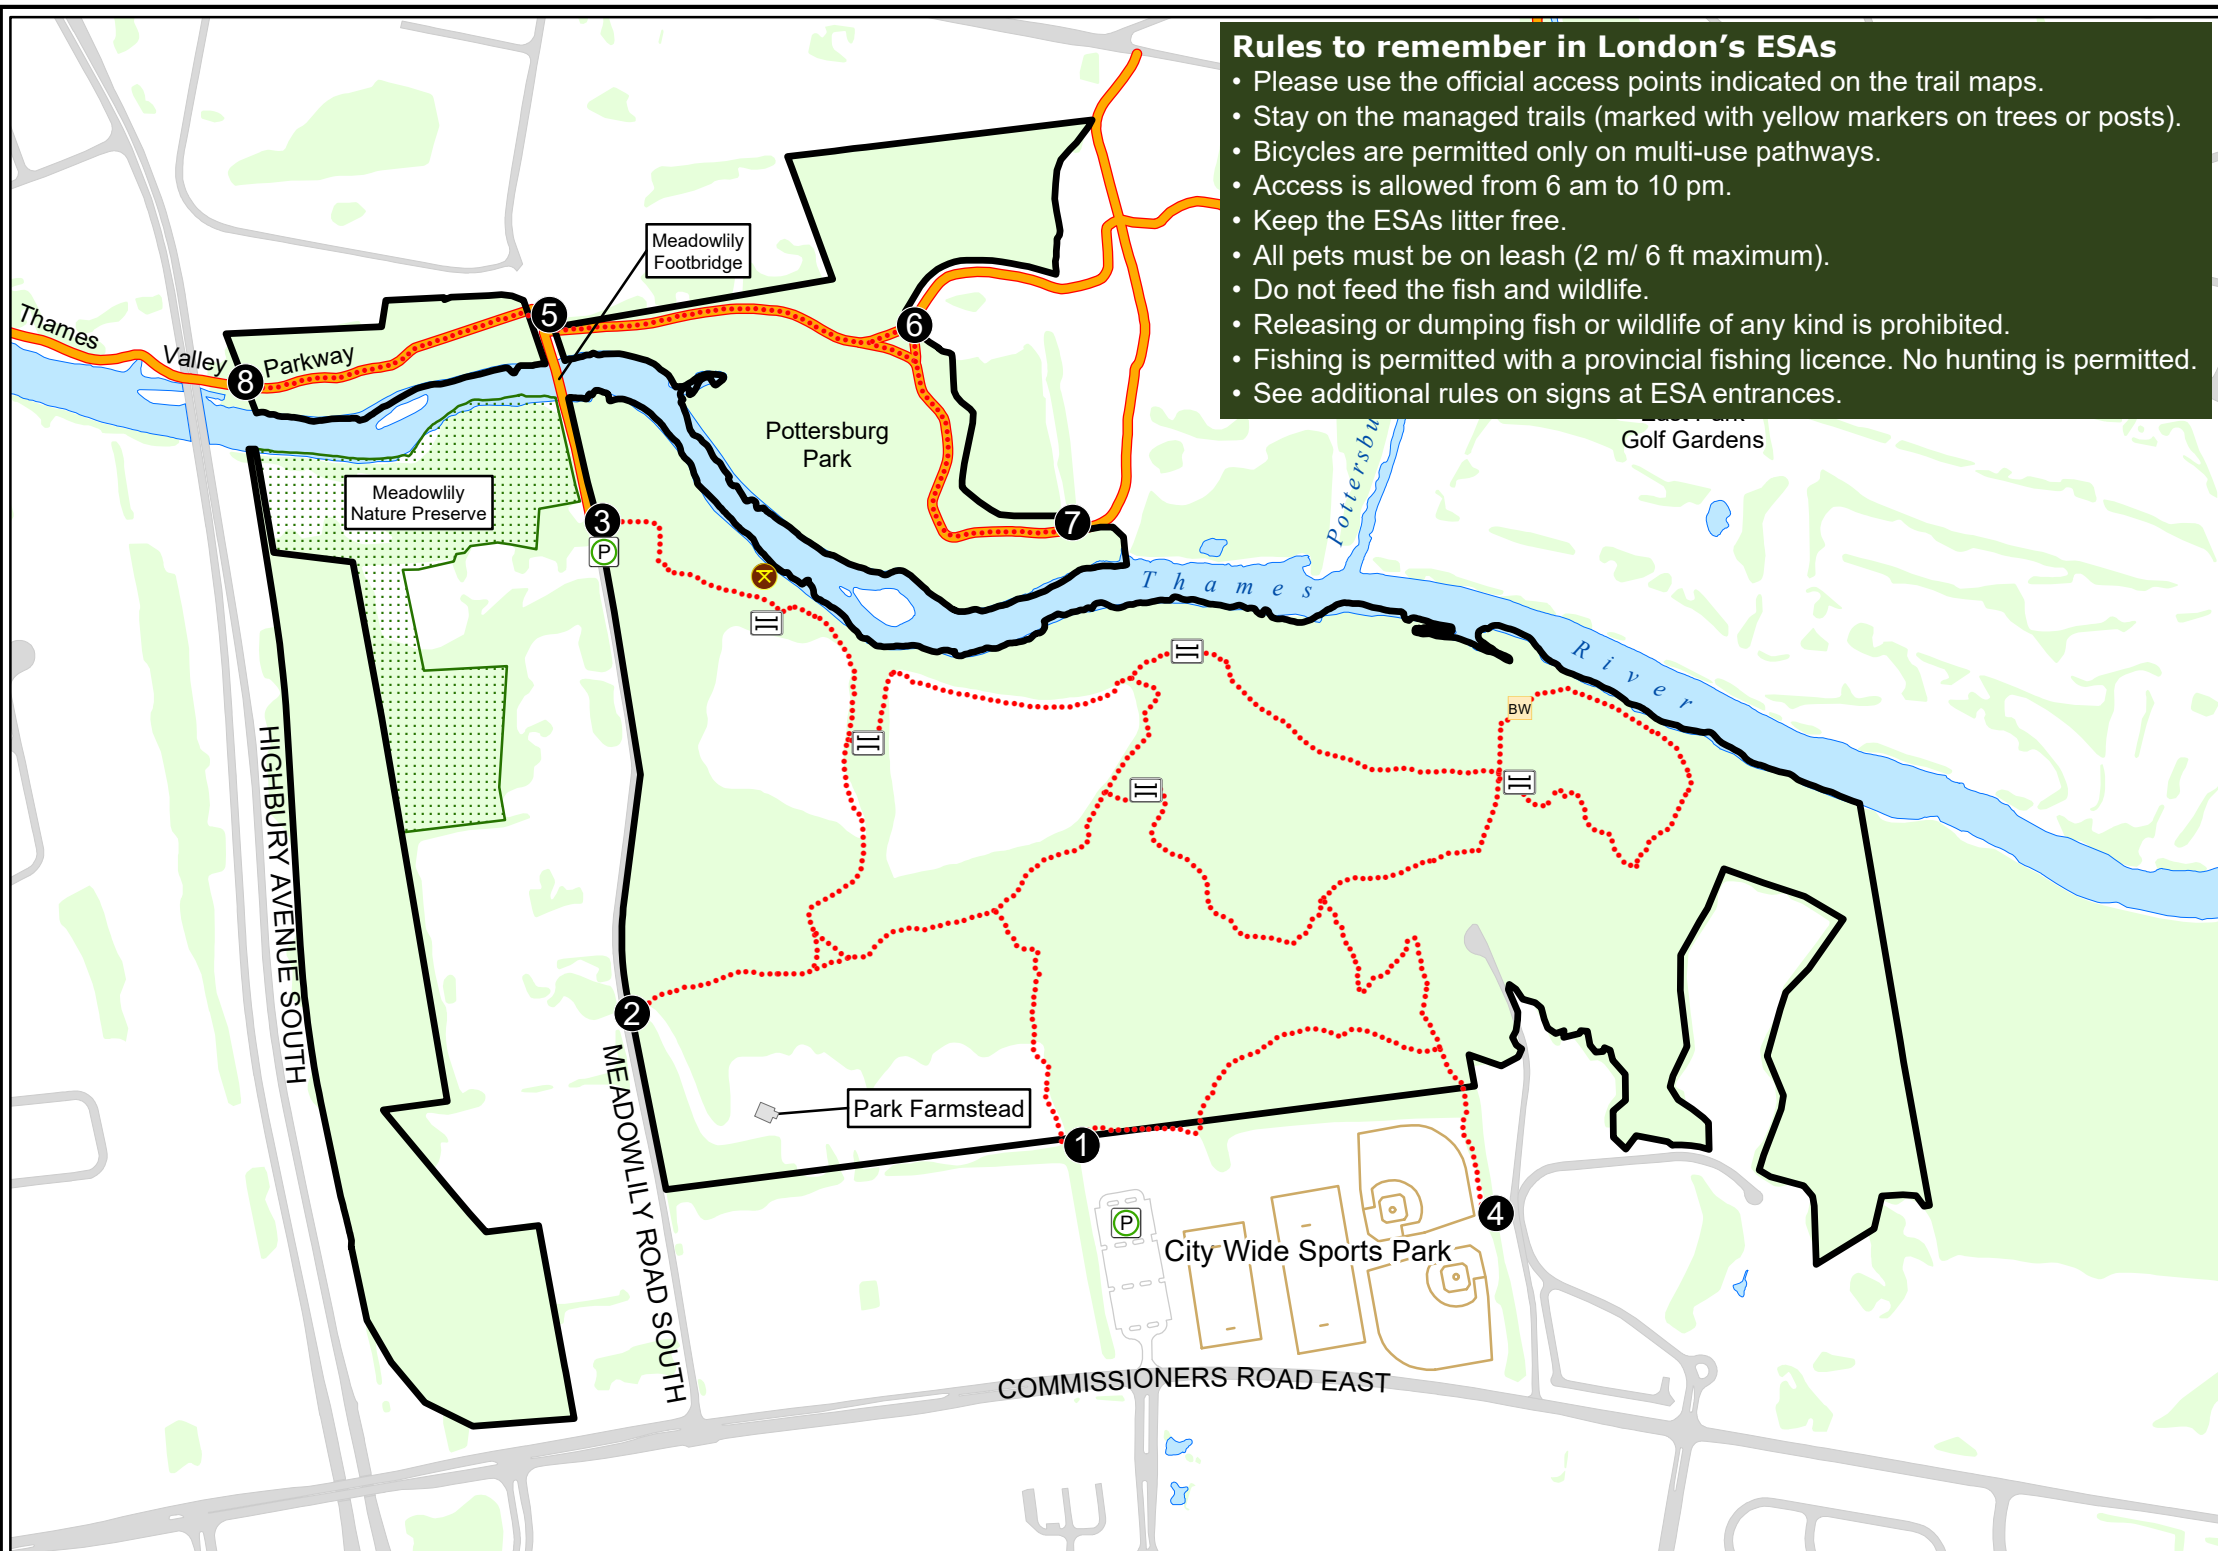 Rules to remember in London’s ESAs
• Please use the official access points indicated on the trail maps.
• Stay on the managed trails (marked with yellow markers on trees or posts).
• Bicycles are permitted only on multi-use pathways.
• Access is allowed from 6 am to 10 pm.
• Keep the ESAs litter free.
• All pets must be on leash (2 m/ 6 ft maximum).
• Do not feed the fish and wildlife.
• Releasing or dumping fish or wildlife of any kind is prohibited.
• Fishing is permitted with a provincial fishing licence. No hunting is permitted.
• See additional rules on signs at ESA entrances.
Golf Gardens
Meadowlily
Footbridge
Thames Valley Parkway
5
6
8
Pottersburg
Park
Meadowlily
Nature Preserve
3
P
7
Pottersbu
Thames River
BW
HIGHBURY AVENUE SOUTH
2
MEADOWLILY ROAD SOUTH
Park Farmstead
1
4
P
City Wide Sports Park
COMMISSIONERS ROAD EAST